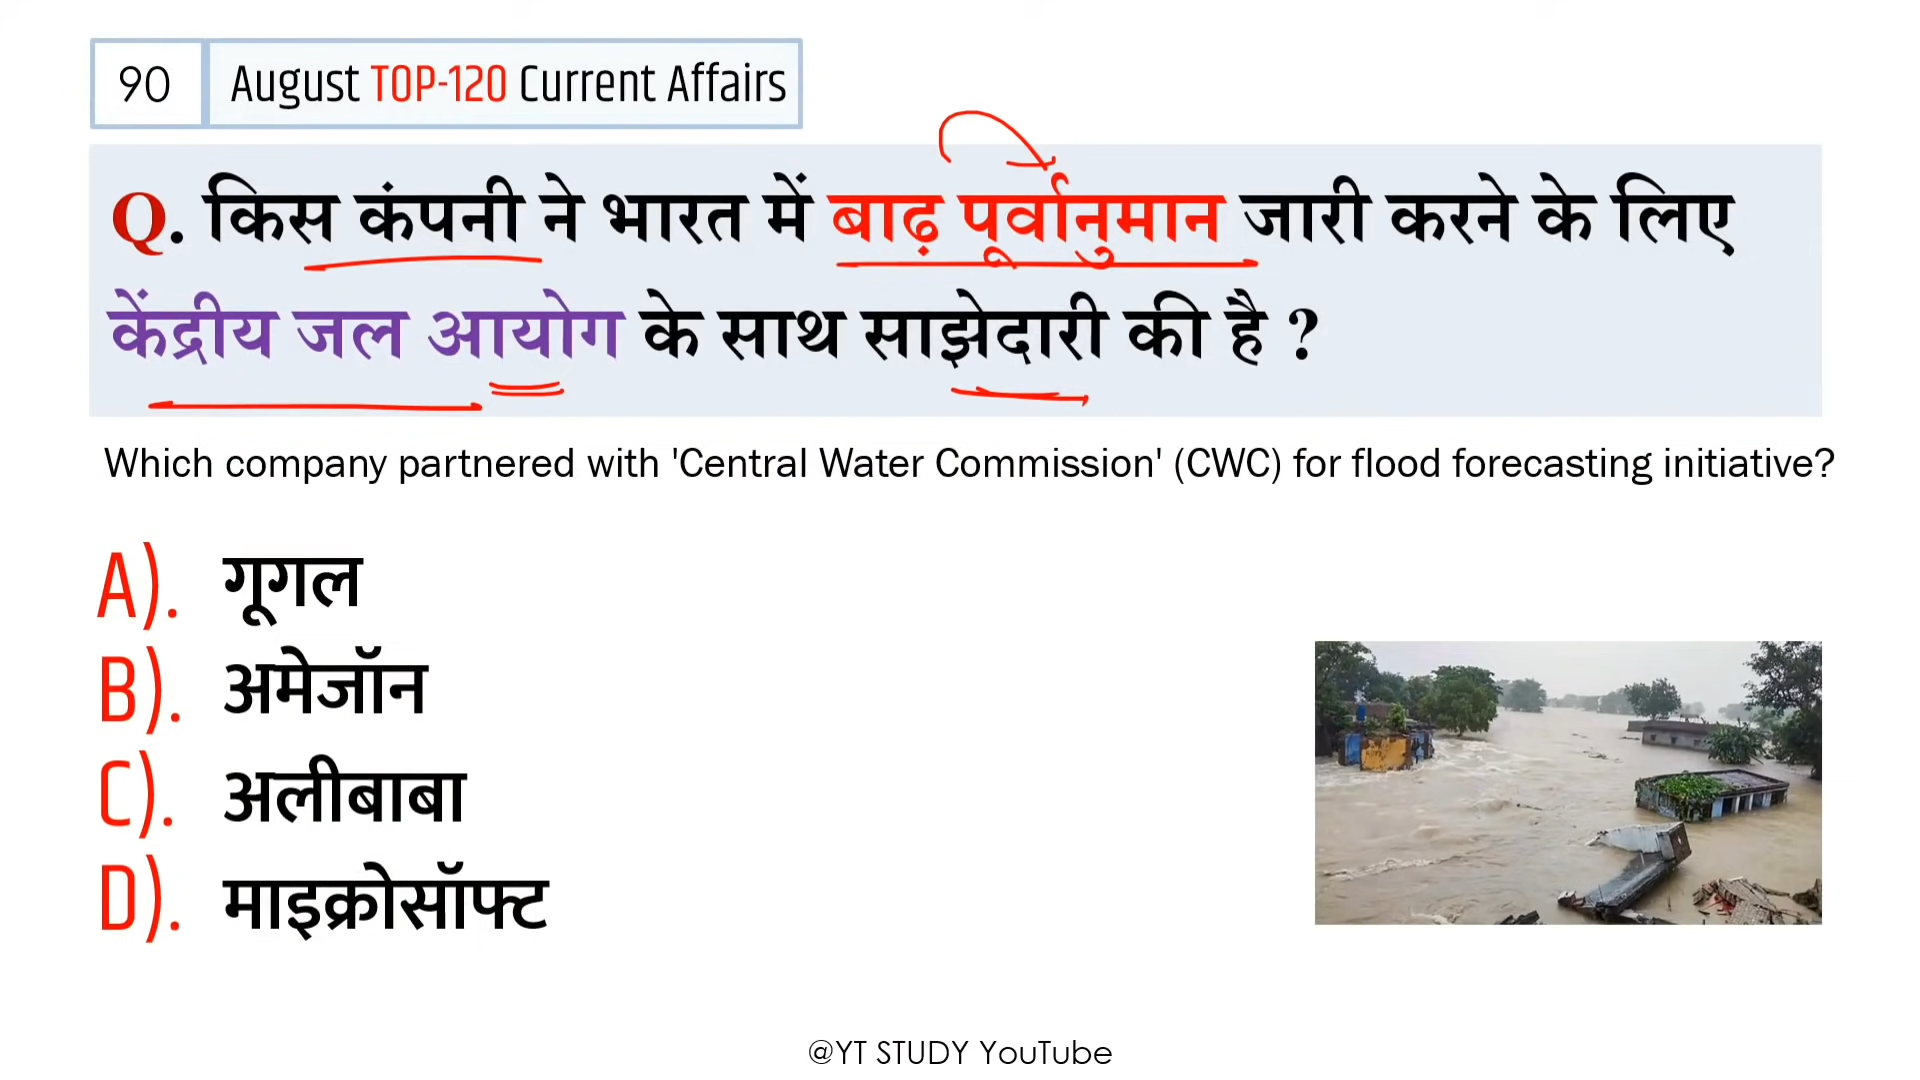 90 August TOP-120 Current Affairs
Q. किस कंपनी ने भारत में बाढ़ पूर्वानुमान जारी करने के लिए
केंद्रीय जल आयोग के साथ साझेदारी की है ?
Which company partnered with 'Central Water Commission' (CWC) for flood forecasting initiative?
A). गूगल
B). अमेजॉन
C). अलीबाबा
D). माइक्रोसॉफ्ट
@YT STUDY YouTube